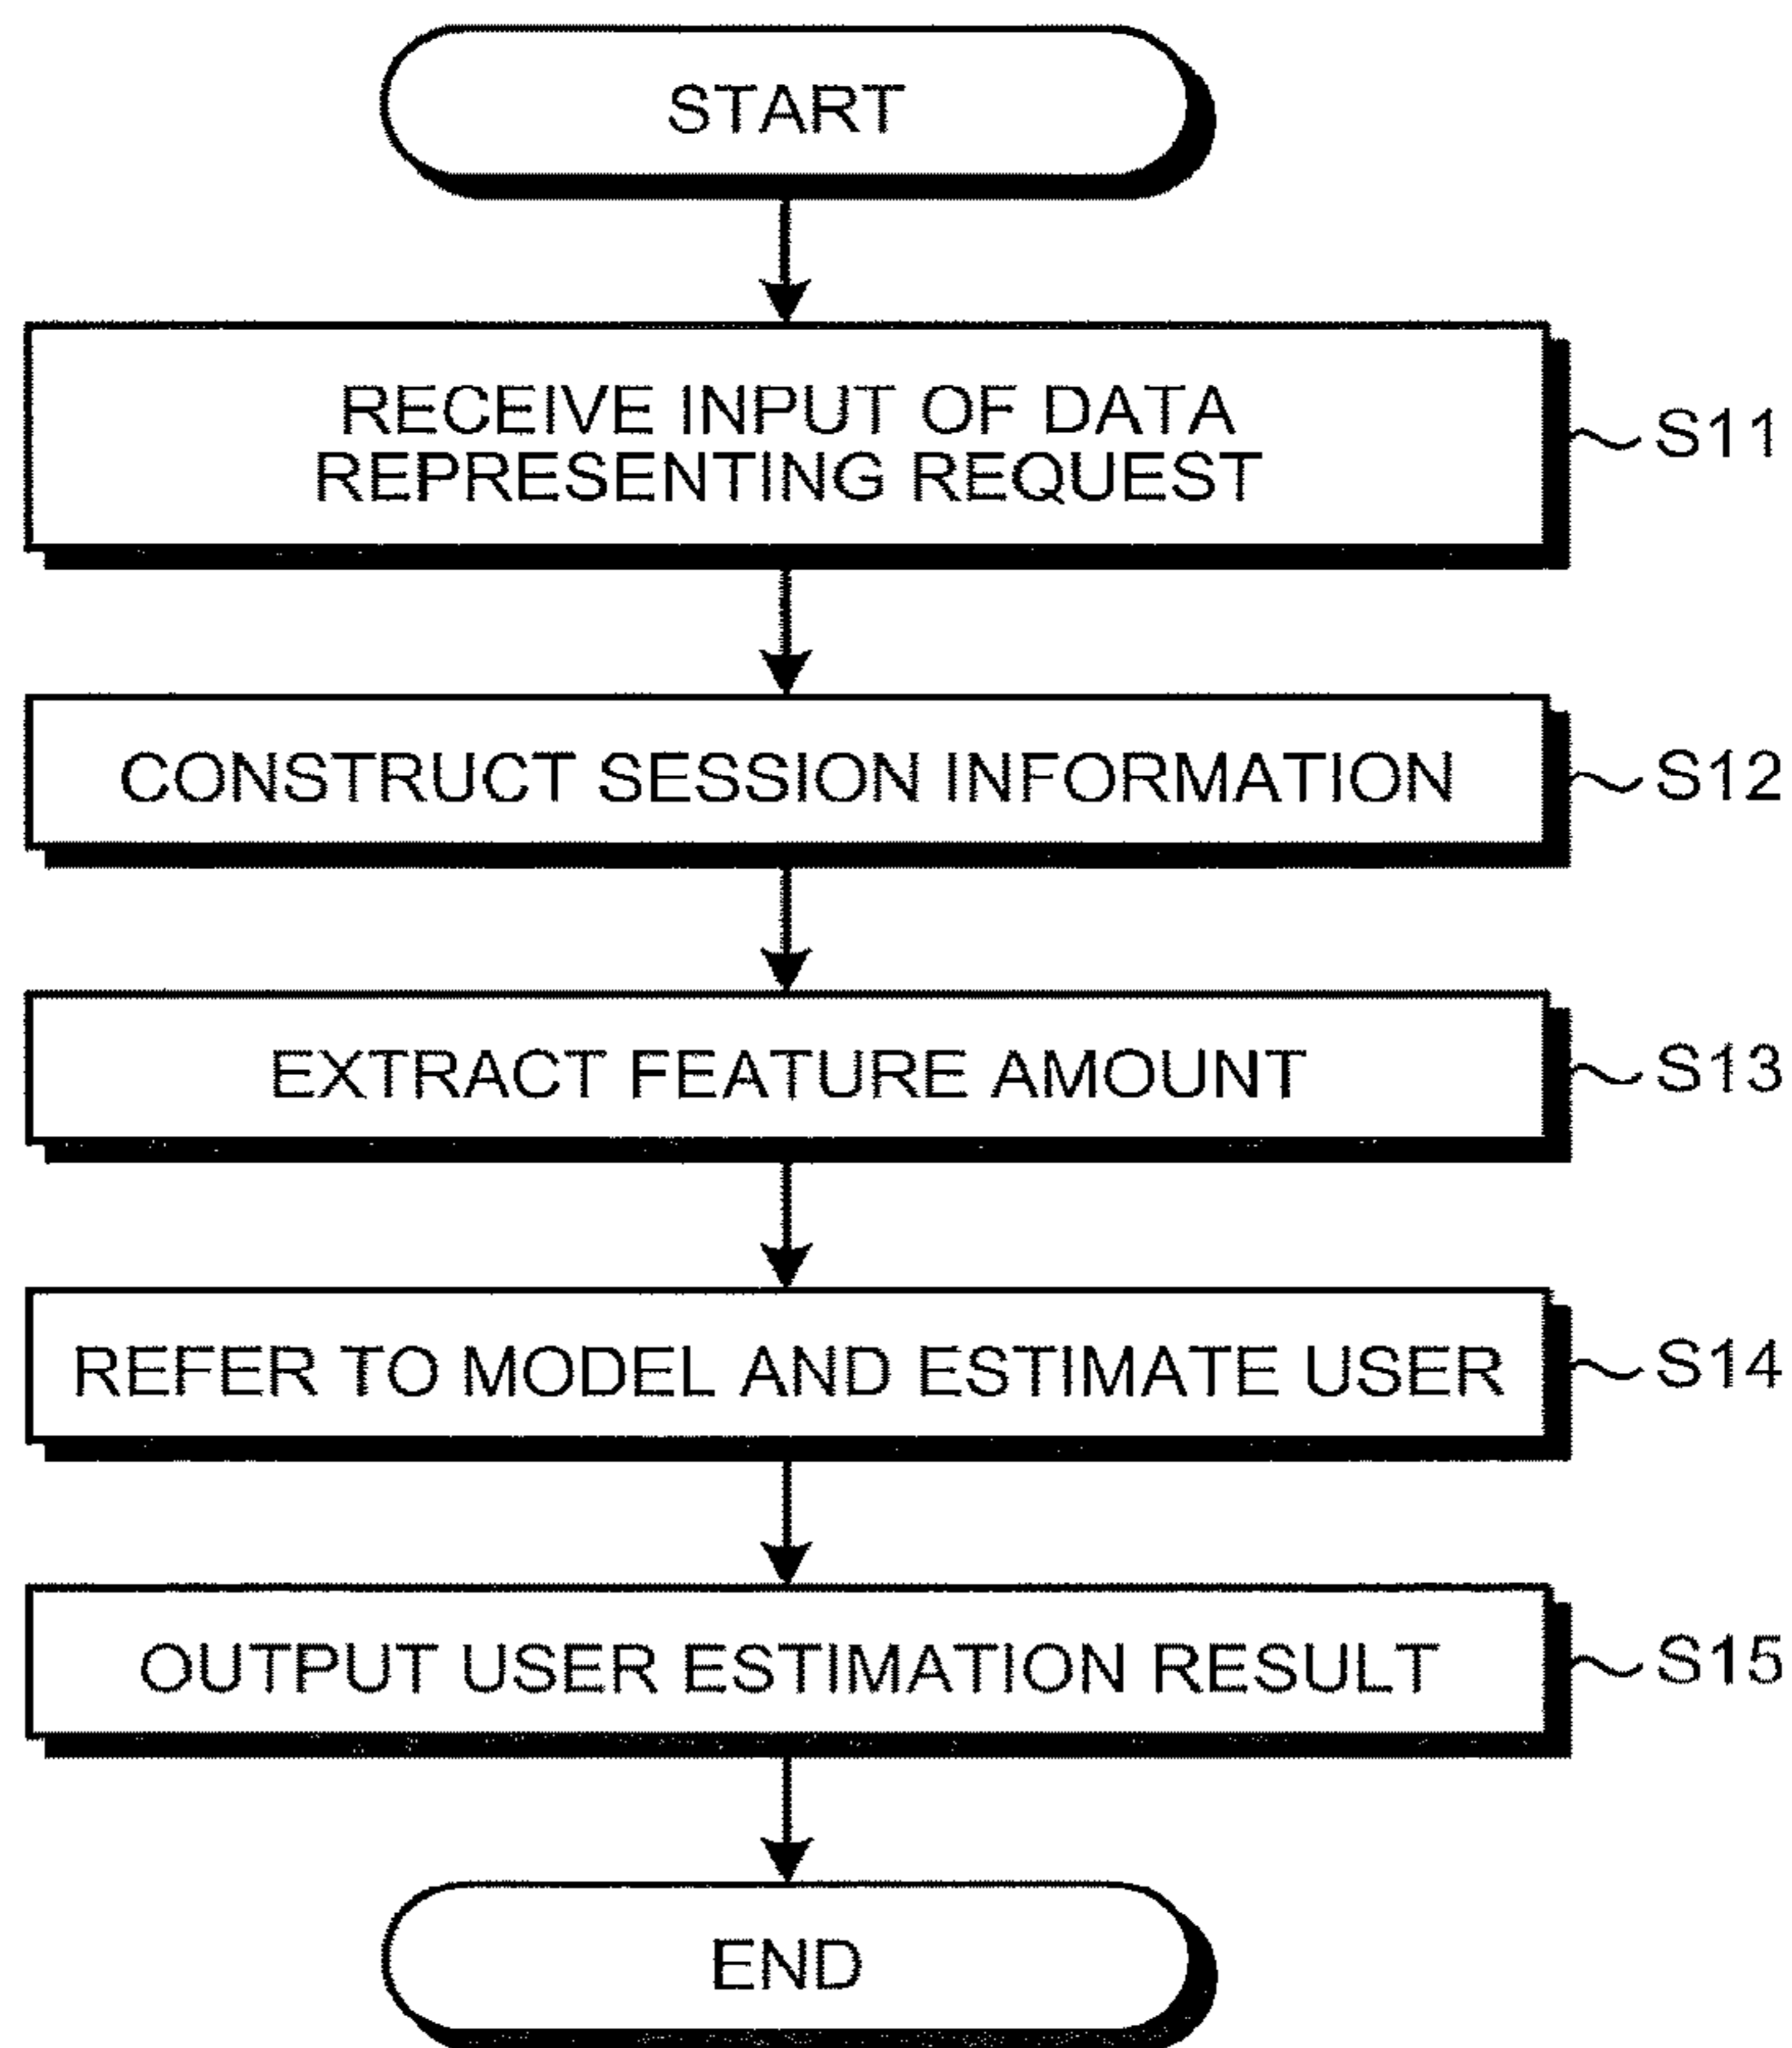 START
RECEIVE INPUT OF DATA
REPRESENTING REQUEST
S11
CONSTRUCT SESSION INFORMATION
S12
EXTRACT FEATURE AMOUNT
S13
REFER TO MODEL AND ESTIMATE USER
S14
OUTPUT USER ESTIMATION RESULT
S15
END